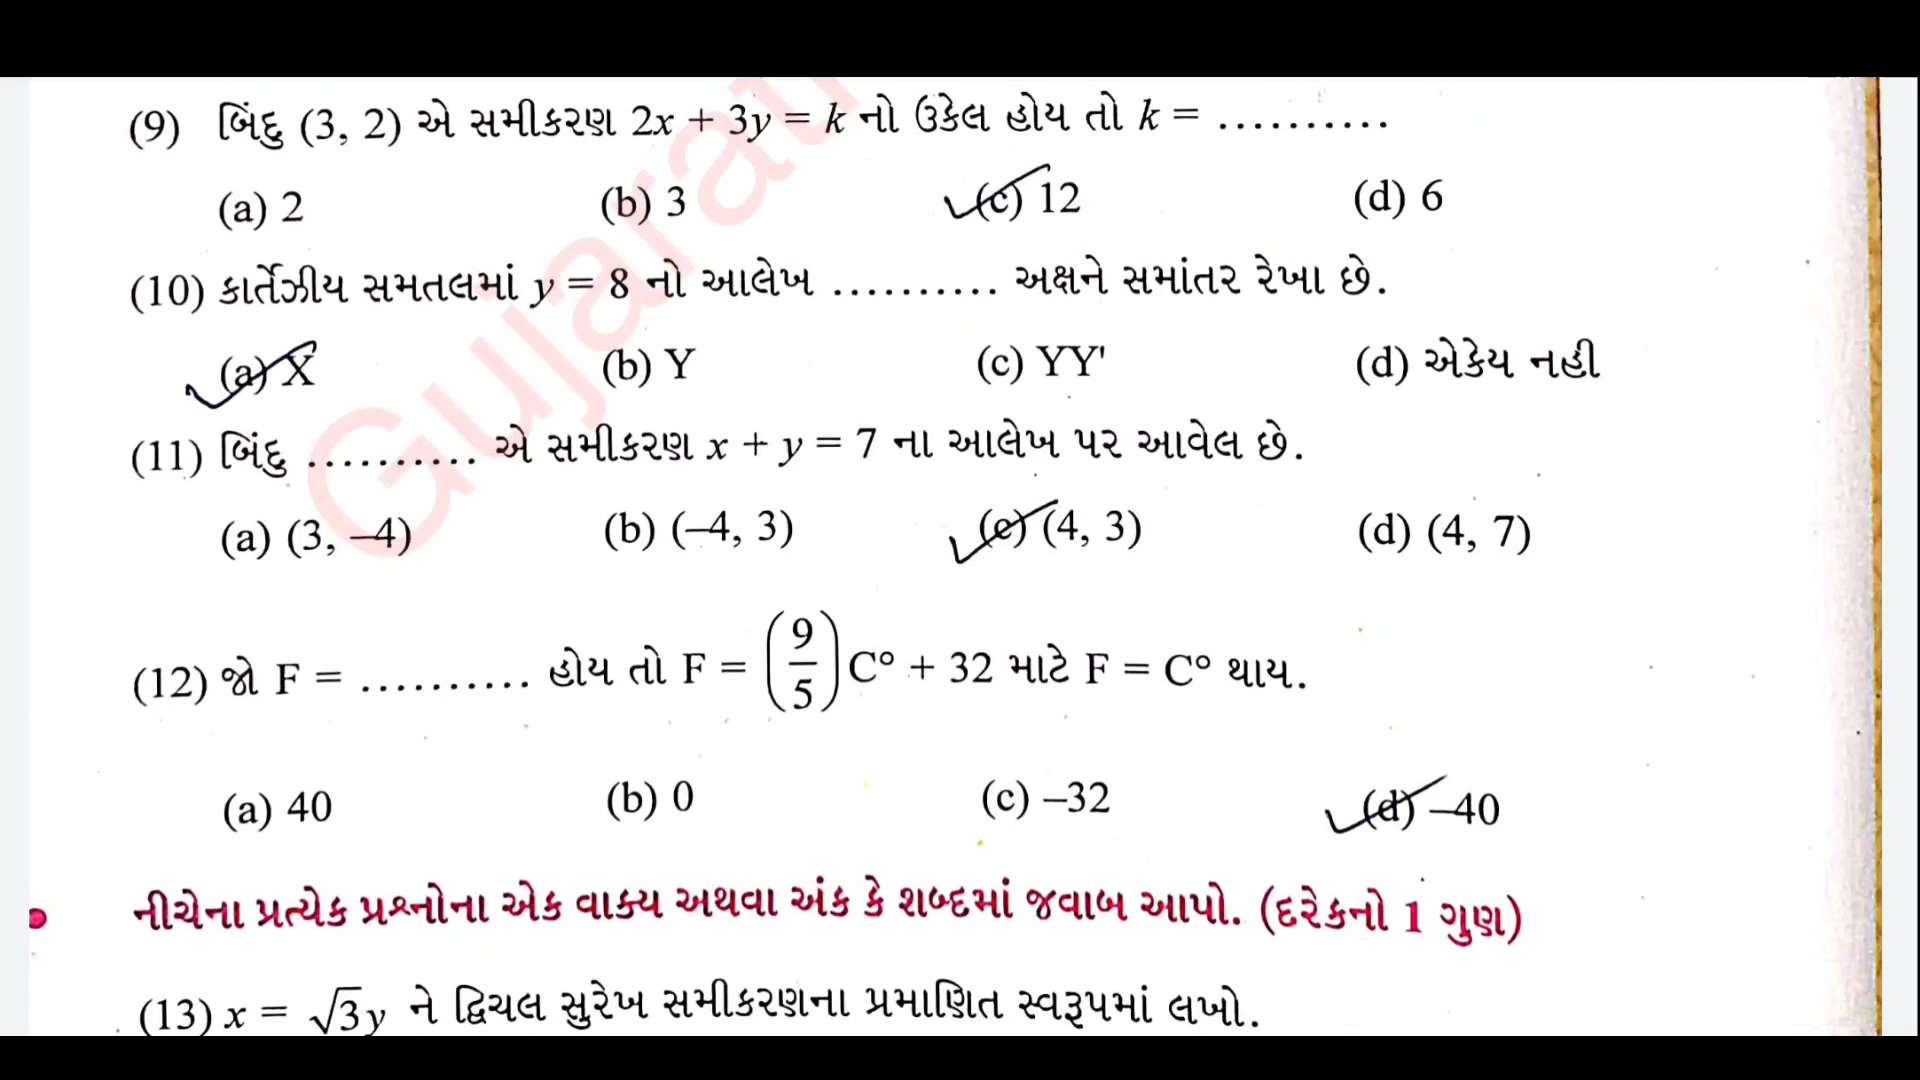 (9) બિંદુ (3, 2) એ સમીકરણ 2x + 3y = k નો ઉકેલ હોય તો k = ..........
(a) 2 (b) 3 (c) 12 (d) 6
(10) કાર્તેઝીય સમતલમાં y = 8 નો આલેખ .......... અક્ષને સમાંતર રેખા છે.
(a) X (b) Y (c) YY' (d) એકેય નહી
(11) બિંદુ .......... એ સમીકરણ x + y = 7 ના આલેખ પર આવેલ છે.
(a) (3, –4) (b) (–4, 3) (c) (4, 3) (d) (4, 7)
(12) જો F = .......... હોય તો F = (9/5) C° + 32 માટે F = C° થાય.
(a) 40 (b) 0 (c) –32 (d) –40
નીચેના પ્રત્યેક પ્રશ્નોના એક વાક્ય અથવા અંક કે શબ્દમાં જવાબ આપો. (દરેકનો 1 ગુણ)
(13) x = √3y ને દ્વિચલ સુરેખ સમીકરણના પ્રમાણિત સ્વરૂપમાં લખો.
Gujarat